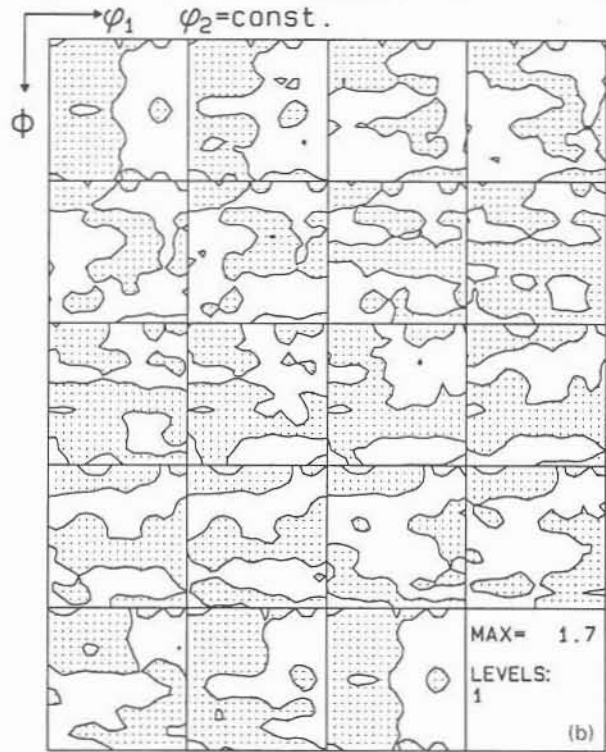 φ₁ φ₂=const.
Φ
MAX= 1.7
LEVELS:
1
(b)